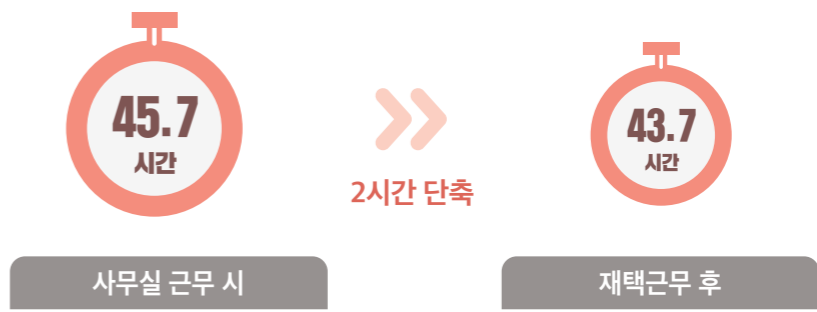 45.7
시간
2시간 단축
43.7
시간
사무실 근무 시
재택근무 후